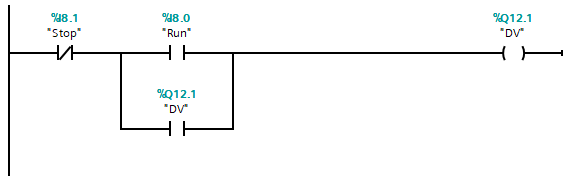 %I8.1
"Stop"
%I8.0
"Run"
%Q12.1
"DV"
%Q12.1
"DV"